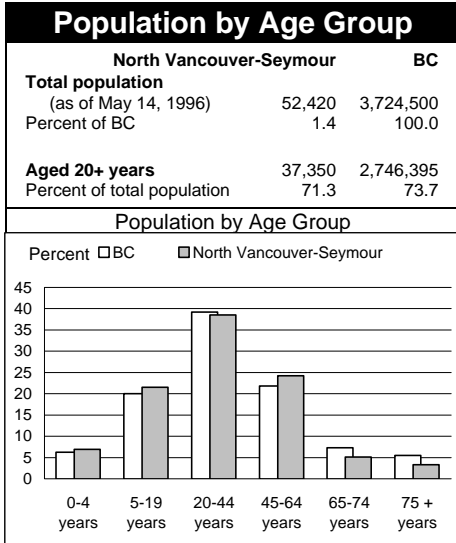 Population by Age Group
North Vancouver-Seymour BC
Total population
(as of May 14, 1996) 52,420 3,724,500
Percent of BC 1.4 100.0
Aged 20+ years 37,350 2,746,395
Percent of total population 71.3 73.7
Population by Age Group
Percent BC North Vancouver-Seymour
45
40
35
30
25
20
15
10
5
0
0-4 5-19 20-44 45-64 65-74 75 +
years years years years years years